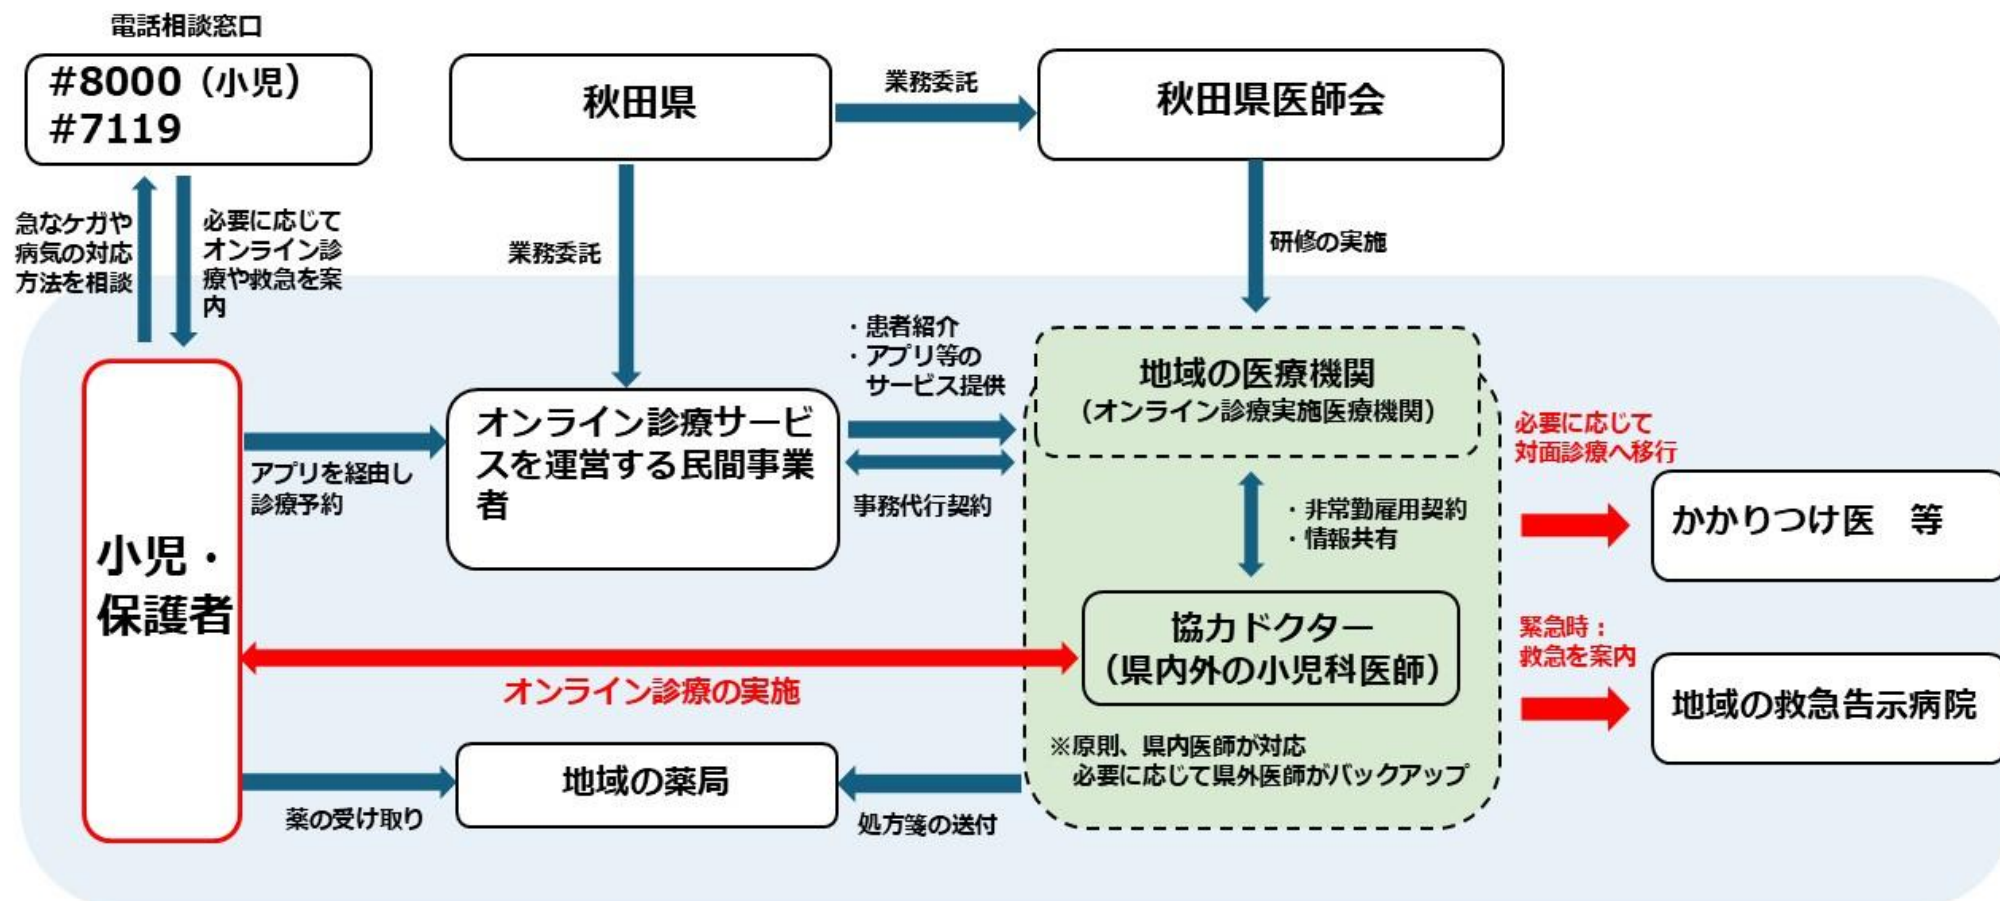 電話相談窓口
#8000（小児）
#7119
秋田県
業務委託
秋田県医師会
急なケガや
病気の対応
方法を相談
必要に応じて
オンライン診
療や救急を案
内
業務委託
研修の実施
・患者紹介
・アプリ等の
サービス提供
地域の医療機関
（オンライン診療実施医療機関）
小児・
保護者
アプリを経由し
診療予約
オンライン診療サービ
スを運営する民間事業
者
事務代行契約
・非常勤雇用契約
・情報共有
必要に応じて
対面診療へ移行
かかりつけ医　等
協力ドクター
（県内外の小児科医師）
緊急時：
救急を案内
地域の救急告示病院
オンライン診療の実施
※原則、県内医師が対応
必要に応じて県外医師がバックアップ
薬の受け取り
地域の薬局
処方箋の送付